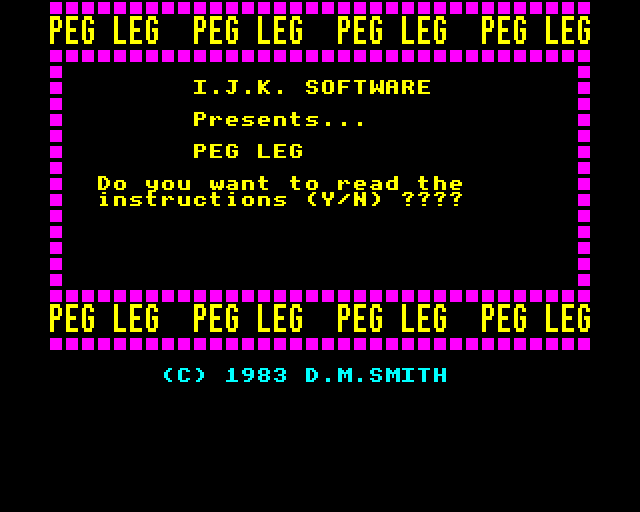 PEG LEG PEG LEG PEG LEG PEG LEG
I.J.K. SOFTWARE
Presents...
PEG LEG
Do you want to read the
instructions (Y/N) ????
PEG LEG PEG LEG PEG LEG PEG LEG
(C) 1983 D.M.SMITH